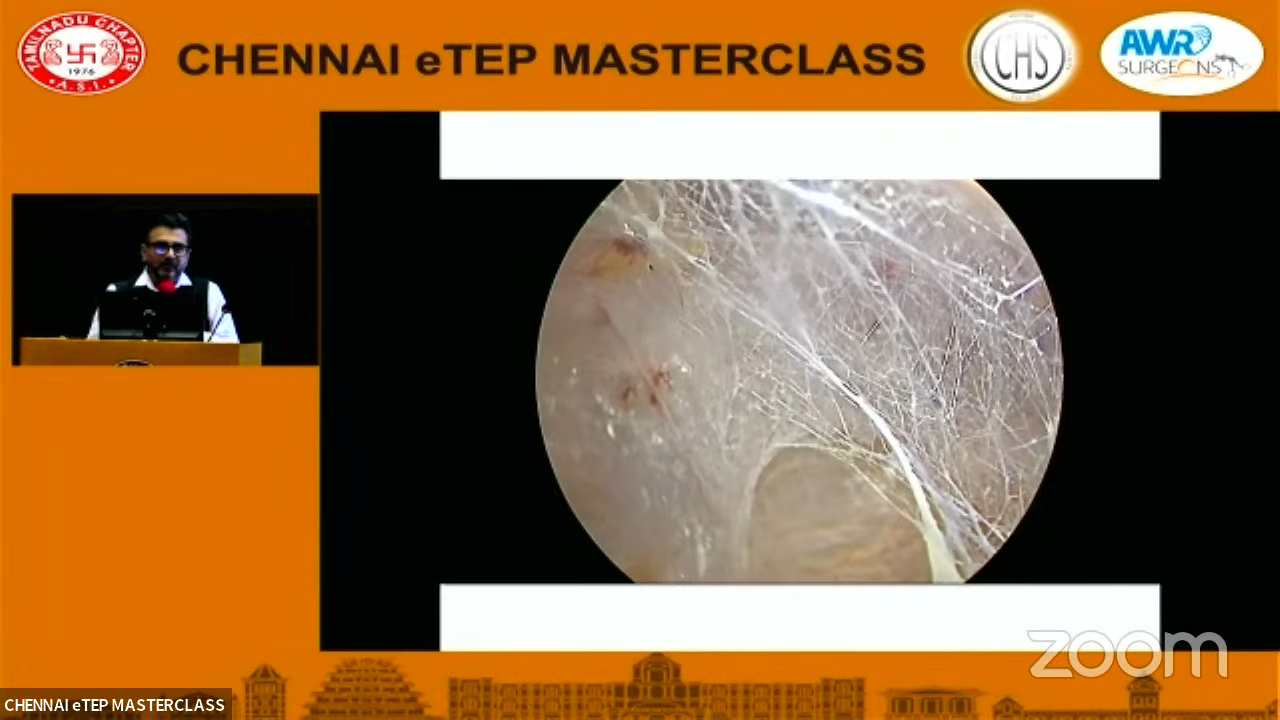 TAMILNADU CHAPTER
1976
A.S.I.
CHENNAI eTEP MASTERCLASS
CHS
AWR
SURGEONS
zoom
CHENNAI eTEP MASTERCLASS